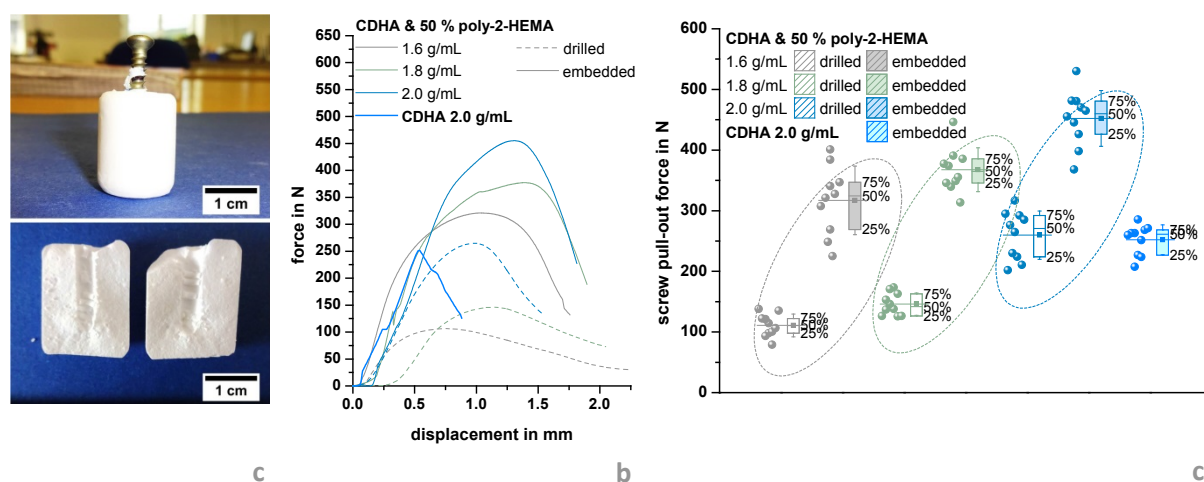 1 cm
1 cm
c
CDHA & 50 % poly-2-HEMA
1.6 g/mL
drilled
1.8 g/mL
embedded
2.0 g/mL
CDHA 2.0 g/mL
force in N
650
600
550
500
450
400
350
300
250
200
150
100
50
0
0.0 0.5 1.0 1.5 2.0
displacement in mm
b
CDHA & 50 % poly-2-HEMA
1.6 g/mL drilled embedded
1.8 g/mL drilled embedded
2.0 g/mL drilled embedded
CDHA 2.0 g/mL embedded
screw pull-out force in N
600
500
400
300
200
100
0
75%
50%
25%
75%
50%
25%
75%
50%
25%
75%
50%
25%
75%
50%
25%
75%
50%
25%
75%
50%
25%
c